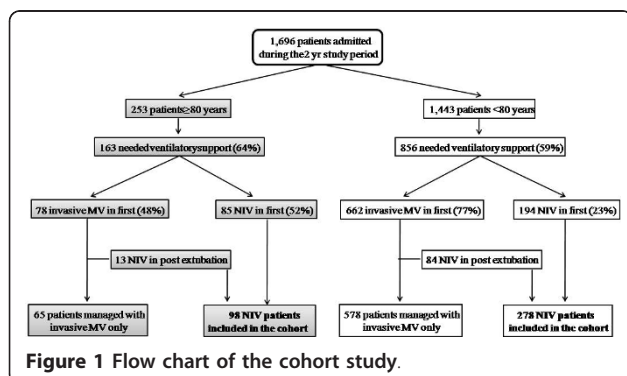 1,696 patients admitted
during the 2 yr study period
253 patients≥80 years
1,443 patients <80 years
163 needed ventilatory support (64%)
856 needed ventilatory support (59%)
78 invasive MV in first (48%)
85 NIV in first (52%)
662 invasive MV in first (77%)
194 NIV in first (23%)
13 NIV in post extubation
84 NIV in post extubation
65 patients managed with
invasive MV only
98 NIV patients
included in the cohort
578 patients managed with
invasive MV only
278 NIV patients
included in the cohort
Figure 1 Flow chart of the cohort study.